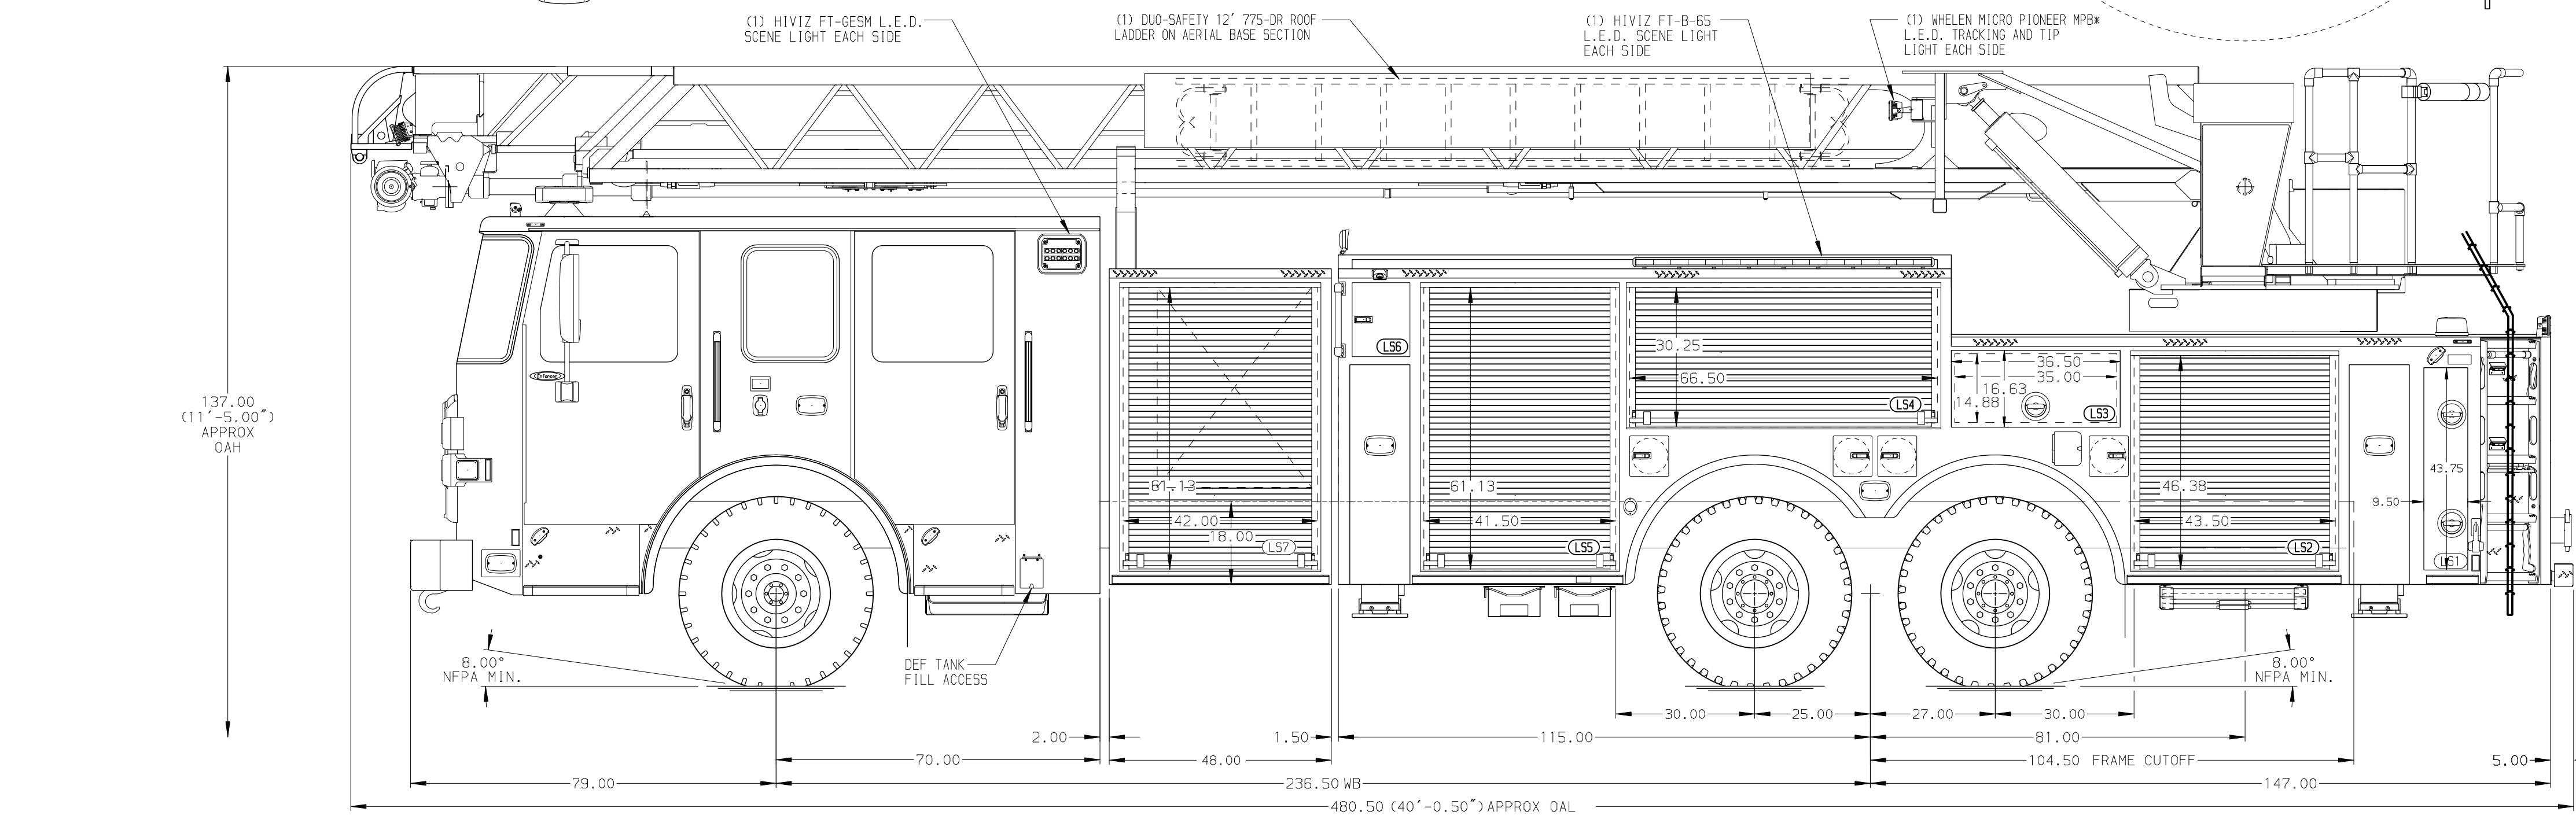 (1) HIVIZ FT-GESM L.E.D.
SCENE LIGHT EACH SIDE
(1) DUO-SAFETY 12' 775-DR ROOF
LADDER ON AERIAL BASE SECTION
(1) HIVIZ FT-B-65
L.E.D. SCENE LIGHT
EACH SIDE
(1) WHELEN MICRO PIONEER MPB*
L.E.D. TRACKING AND TIP
LIGHT EACH SIDE
137.00
(11'-5.00")
APPROX
OAH
Enforcer
LS6
30.25
66.50
LS4
36.50
35.00
16.63
14.88
LS3
61.13
42.00
18.00
LS7
61.13
41.50
LS5
46.38
43.50
LS2
43.75
9.50
LS1
8.00°
NFPA MIN.
DEF TANK
FILL ACCESS
8.00°
NFPA MIN.
30.00
25.00
27.00
30.00
2.00
1.50
115.00
81.00
70.00
48.00
104.50 FRAME CUTOFF
5.00
79.00
236.50 WB
147.00
480.50 (40'-0.50") APPROX OAL